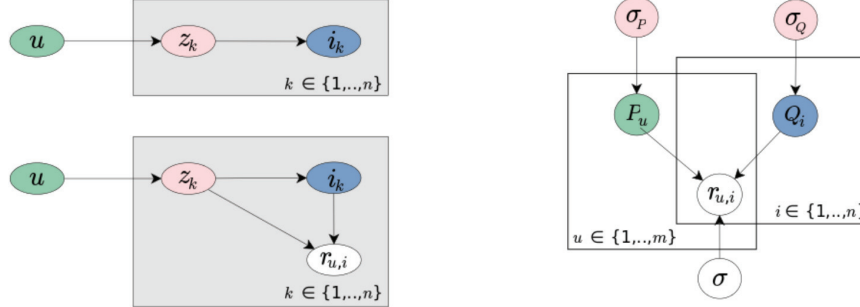 u
z_k
i_k
k ∈ {1,..,n}
u
z_k
i_k
r_{u,i}
k ∈ {1,..,n}
σ_P
σ_Q
P_u
Q_i
r_{u,i}
i ∈ {1,..,n}
u ∈ {1,..,m}
σ